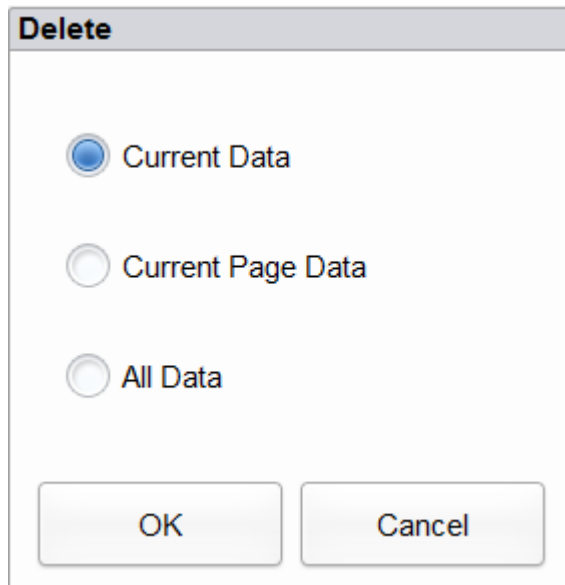 Delete
Current Data
Current Page Data
All Data
OK Cancel